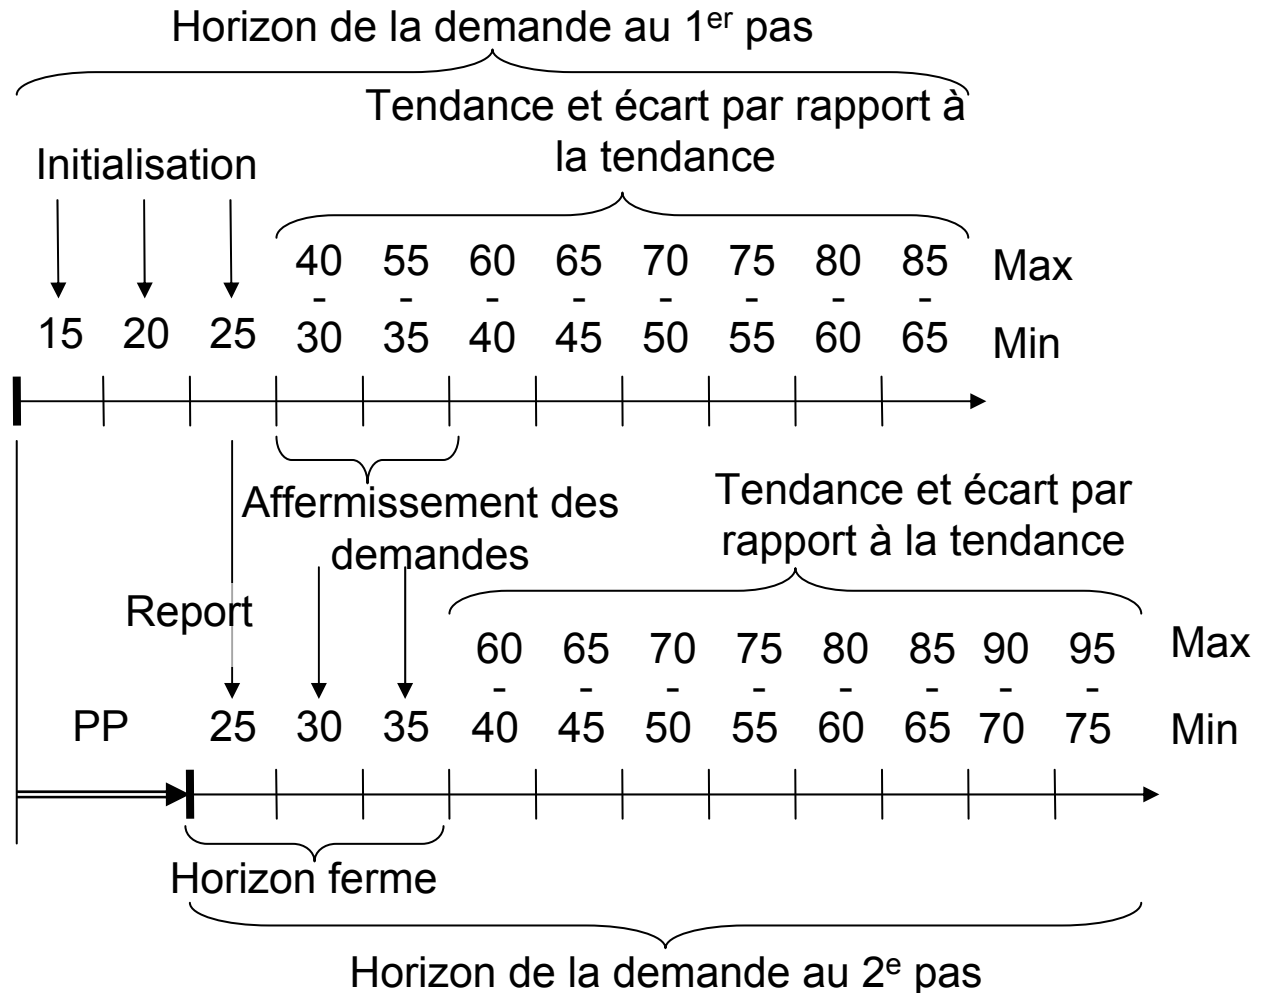 Horizon de la demande au 1er pas
Tendance et écart par rapport à
la tendance
Initialisation
40 55 60 65 70 75 80 85 Max
- - - - - - - -
15 20 25 30 35 40 45 50 55 60 65 Min
Affermissement des
demandes
Tendance et écart par
rapport à la tendance
Report
60 65 70 75 80 85 90 95 Max
- - - - - - - -
PP 25 30 35 40 45 50 55 60 65 70 75 Min
Horizon ferme
Horizon de la demande au 2e pas